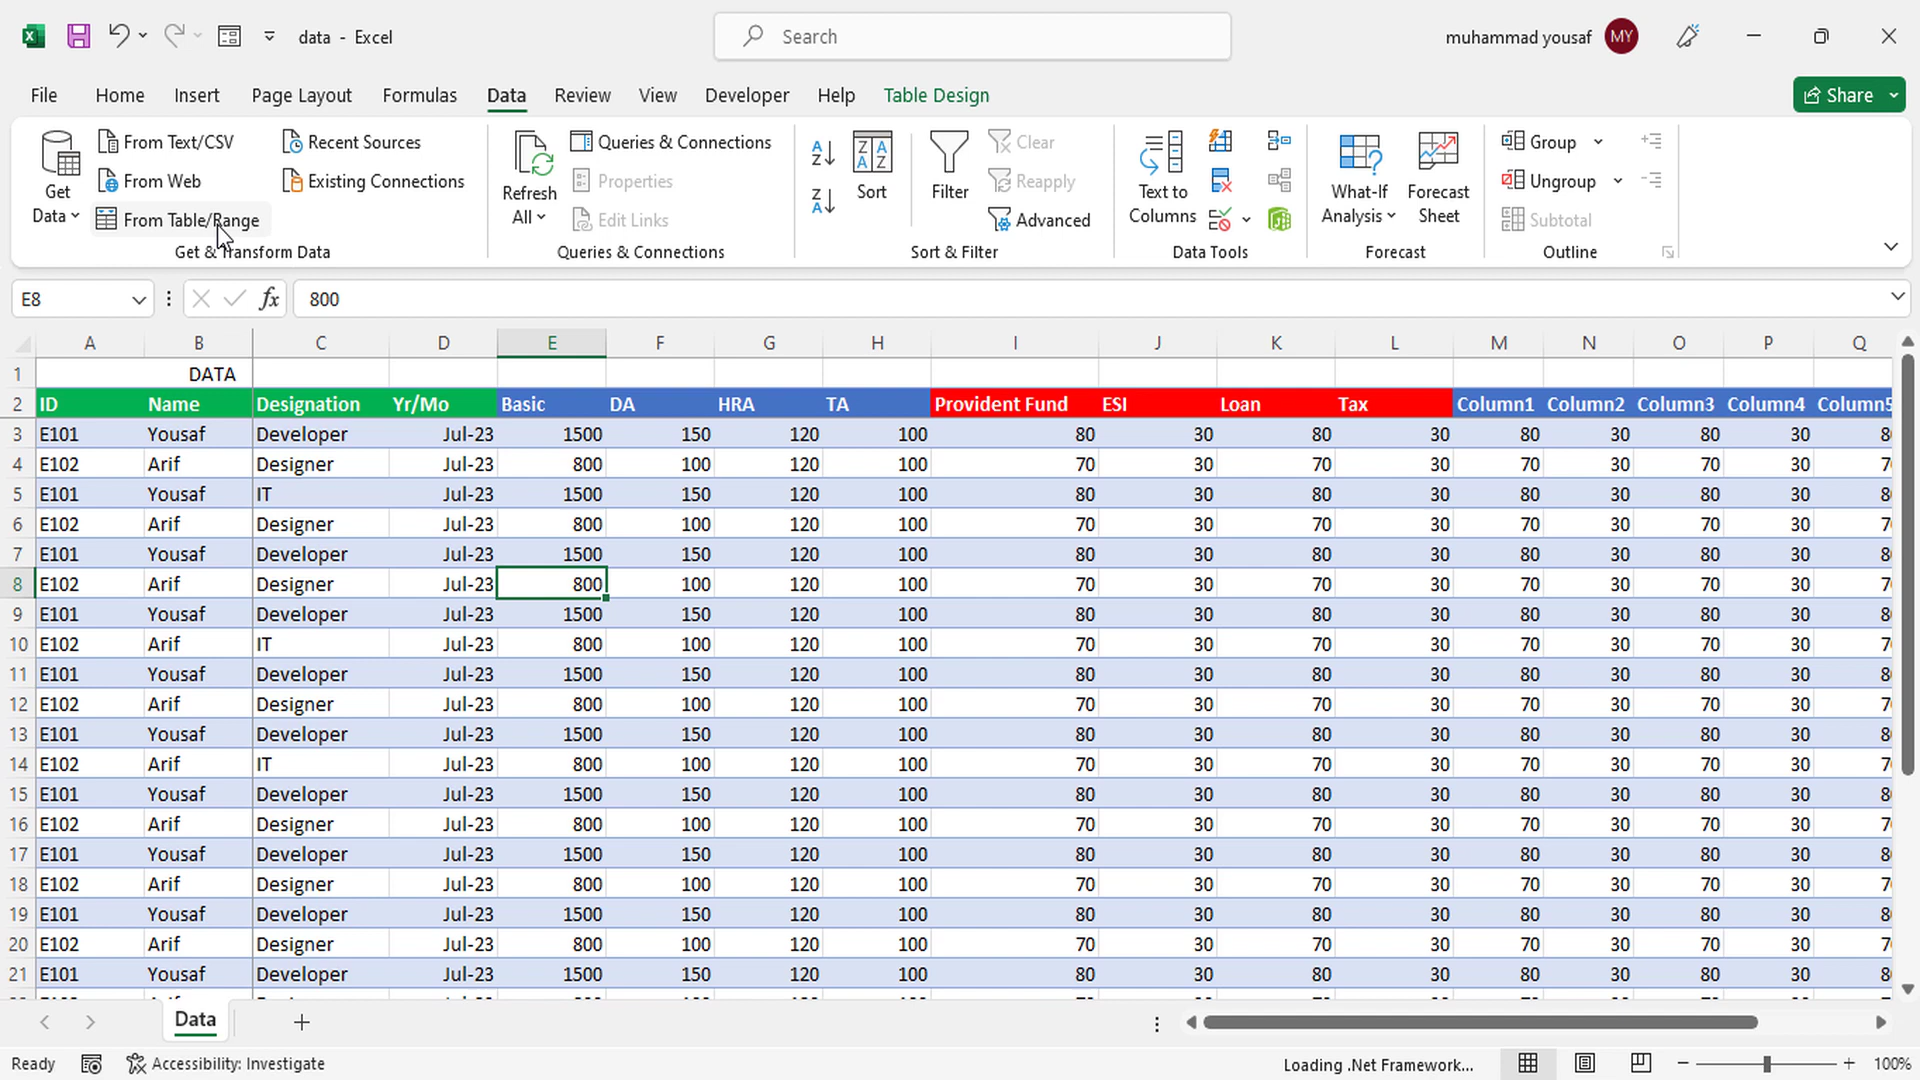 data - Excel
Search
muhammad yousaf MY
File Home Insert Page Layout Formulas Data Review View Developer Help Table Design Share
Get Data
From Text/CSV
From Web
From Table/Range
Recent Sources
Existing Connections
Get & Transform Data
Refresh All
Queries & Connections
Properties
Edit Links
Queries & Connections
Sort
Filter
Clear
Reapply
Advanced
Sort & Filter
Text to Columns
Data Tools
What-If Analysis
Forecast Sheet
Forecast
Group
Ungroup
Subtotal
Outline
E8 fx 800
A B C D E F G H I J K L M N O P Q
1 DATA
2 ID Name Designation Yr/Mo Basic DA HRA TA Provident Fund ESI Loan Tax Column1 Column2 Column3 Column4 Column5
3 E101 Yousaf Developer Jul-23 1500 150 120 100 80 30 80 30 80 30 80 30
4 E102 Arif Designer Jul-23 800 100 120 100 70 30 70 30 70 30 70 30
5 E101 Yousaf IT Jul-23 1500 150 120 100 80 30 80 30 80 30 80 30
6 E102 Arif Designer Jul-23 800 100 120 100 70 30 70 30 70 30 70 30
7 E101 Yousaf Developer Jul-23 1500 150 120 100 80 30 80 30 80 30 80 30
8 E102 Arif Designer Jul-23 800 100 120 100 70 30 70 30 70 30 70 30
9 E101 Yousaf Developer Jul-23 1500 150 120 100 80 30 80 30 80 30 80 30
10 E102 Arif IT Jul-23 800 100 120 100 70 30 70 30 70 30 70 30
11 E101 Yousaf Developer Jul-23 1500 150 120 100 80 30 80 30 80 30 80 30
12 E102 Arif Designer Jul-23 800 100 120 100 70 30 70 30 70 30 70 30
13 E101 Yousaf Developer Jul-23 1500 150 120 100 80 30 80 30 80 30 80 30
14 E102 Arif IT Jul-23 800 100 120 100 70 30 70 30 70 30 70 30
15 E101 Yousaf Developer Jul-23 1500 150 120 100 80 30 80 30 80 30 80 30
16 E102 Arif Designer Jul-23 800 100 120 100 70 30 70 30 70 30 70 30
17 E101 Yousaf Developer Jul-23 1500 150 120 100 80 30 80 30 80 30 80 30
18 E102 Arif Designer Jul-23 800 100 120 100 70 30 70 30 70 30 70 30
19 E101 Yousaf Developer Jul-23 1500 150 120 100 80 30 80 30 80 30 80 30
20 E102 Arif Designer Jul-23 800 100 120 100 70 30 70 30 70 30 70 30
21 E101 Yousaf Developer Jul-23 1500 150 120 100 80 30 80 30 80 30 80 30
Data
Ready Accessibility: Investigate Loading .Net Framework... 100%